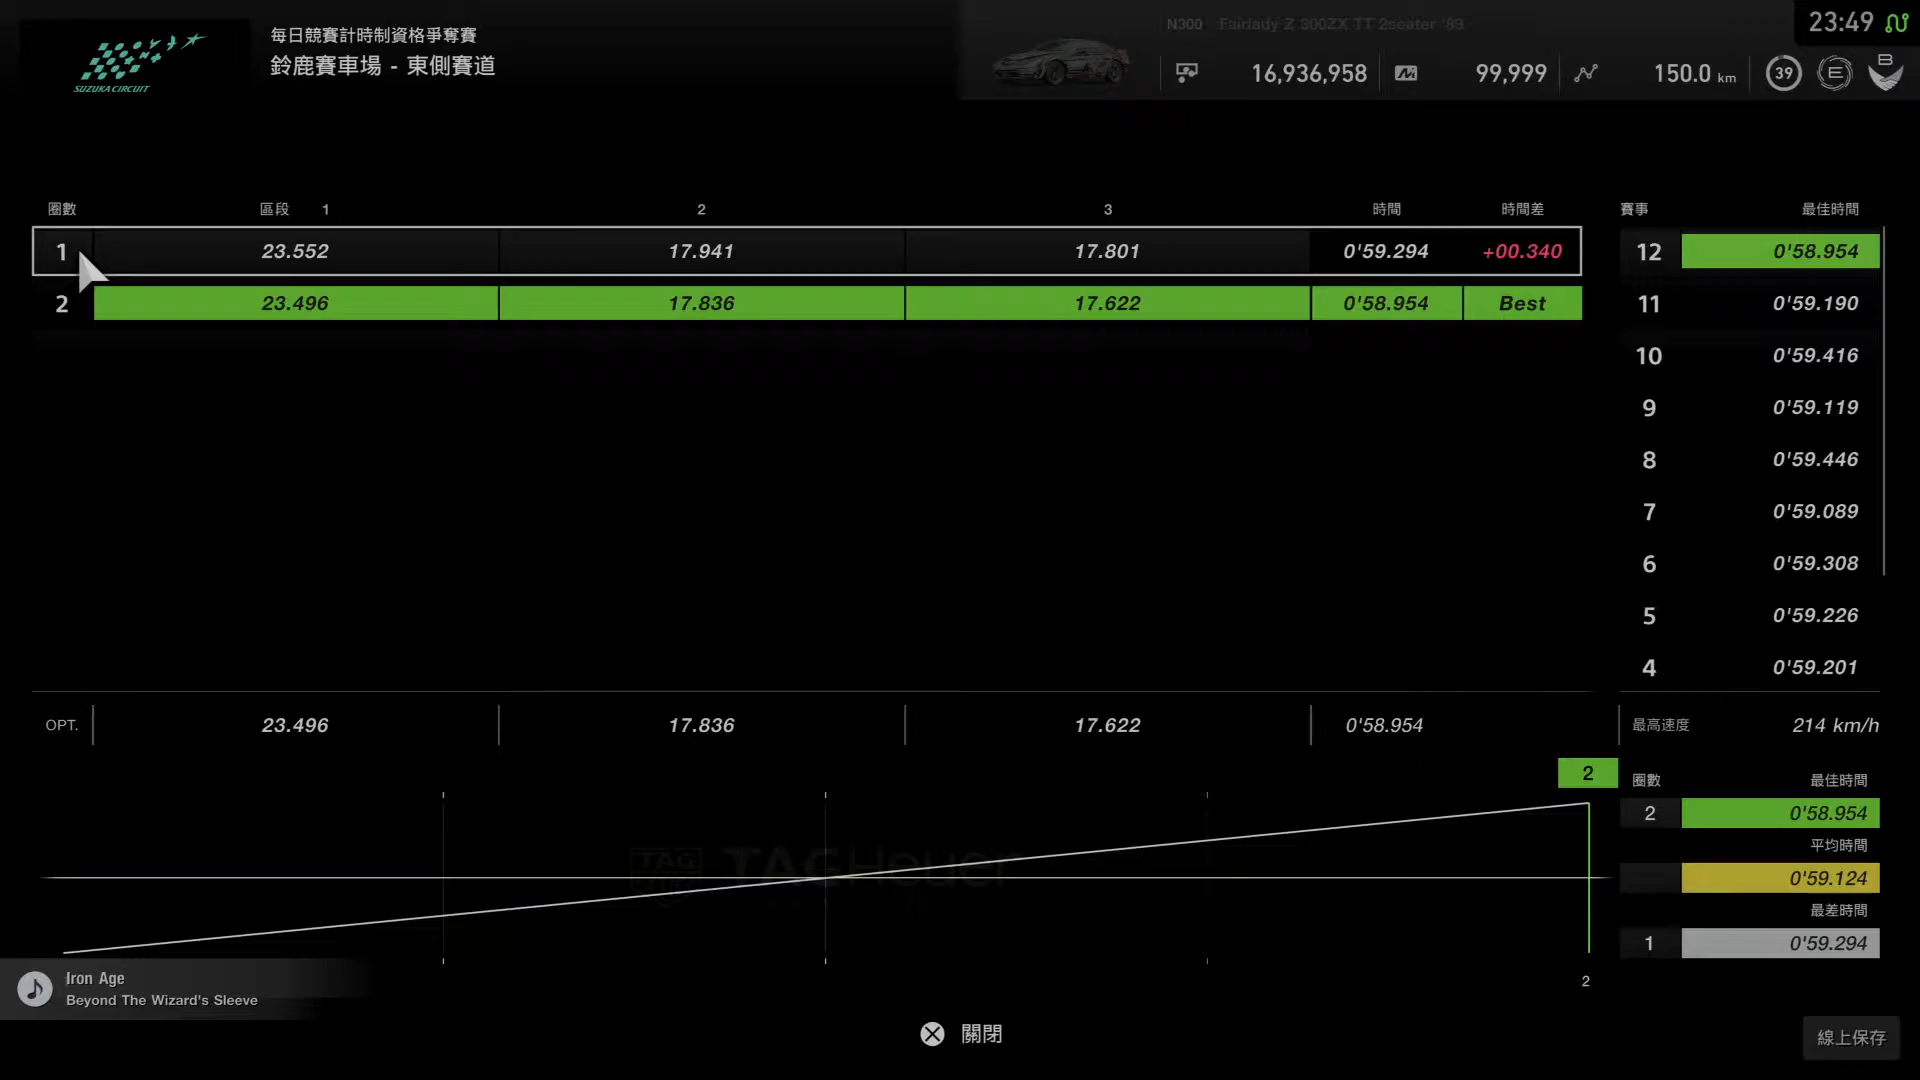 SUZUKA CIRCUIT
每日競賽計時制資格爭奪賽
鈴鹿賽車場 - 東側賽道
N300 Fairlady Z 300ZX TT 2seater '89
23:49
16,936,958
99,999
150.0 km
39
E
B
圈數 區段 1 2 3 時間 時間差
1 23.552 17.941 17.801 0'59.294 +00.340
2 23.496 17.836 17.622 0'58.954 Best
OPT. 23.496 17.836 17.622 0'58.954
賽事 最佳時間
12 0'58.954
11 0'59.190
10 0'59.416
9 0'59.119
8 0'59.446
7 0'59.089
6 0'59.308
5 0'59.226
4 0'59.201
最高速度 214 km/h
2
TAG TAGHeuer
2
圈數 最佳時間
2 0'58.954
平均時間
0'59.124
最差時間
1 0'59.294
Iron Age
Beyond The Wizard's Sleeve
關閉
線上保存